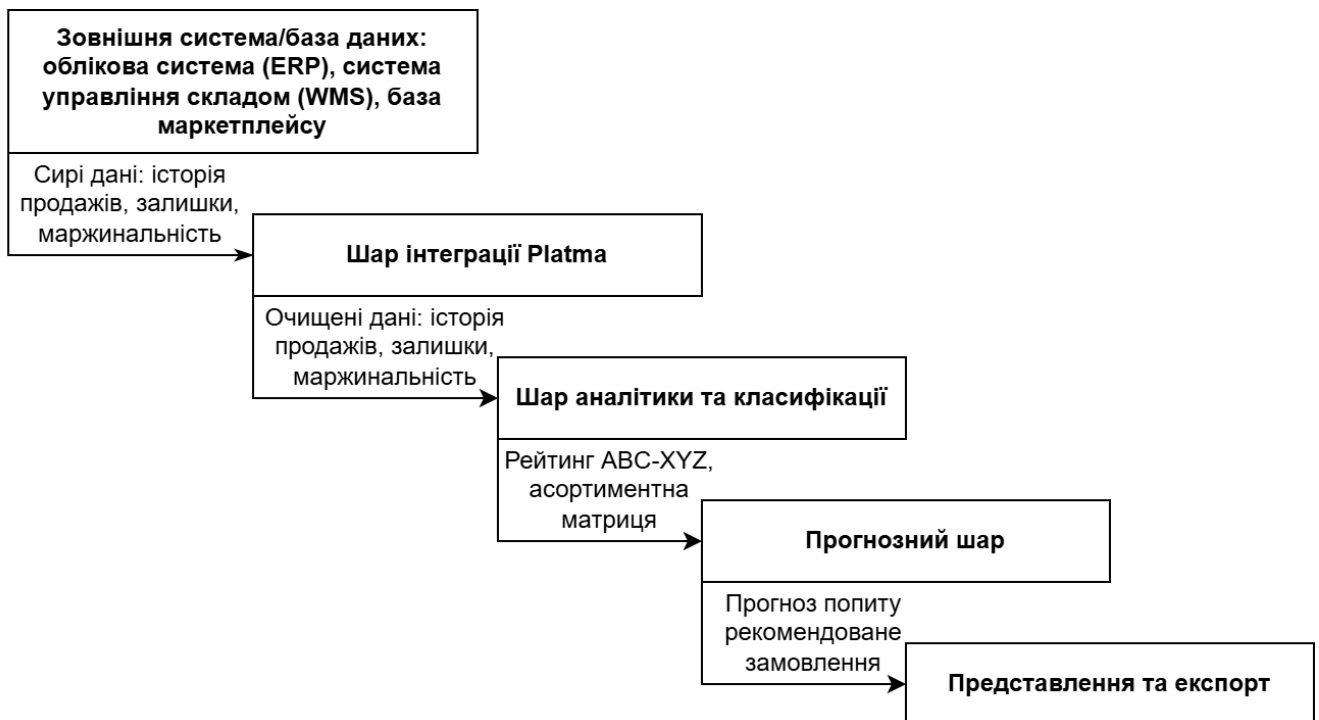 Зовнішня система/база даних:
облікова система (ERP), система
управління складом (WMS), база
маркетплейсу
Сирі дані: історія
продажів, залишки,
маржинальність
Шар інтеграції Platma
Очищені дані: історія
продажів, залишки,
маржинальність
Шар аналітики та класифікації
Рейтинг ABC-XYZ,
асортиментна
матриця
Прогнозний шар
Прогноз попиту
рекомендоване
замовлення
Представлення та експорт